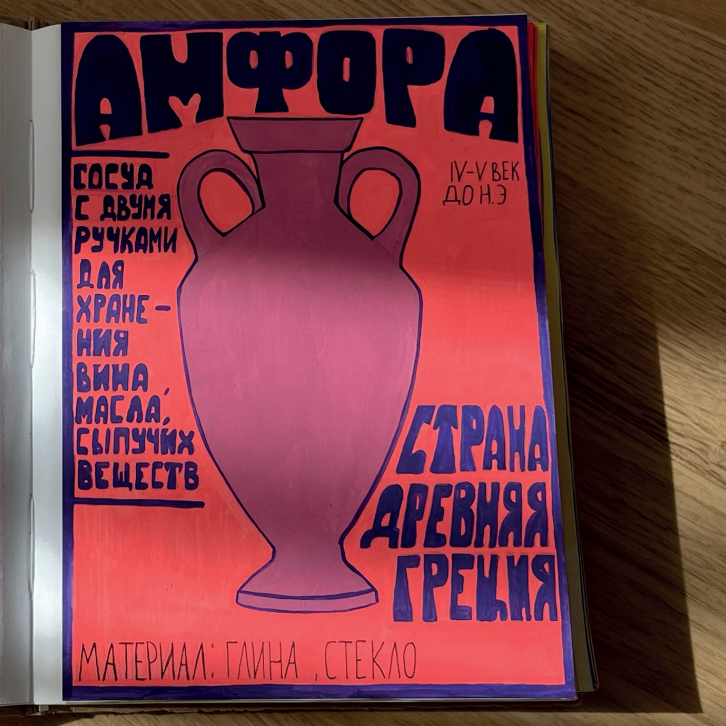 АМФОРА
СОСУД
С ДВУМЯ
РУЧКАМИ
ДЛЯ
ХРАНЕ-
НИЯ
ВИНА,
МАСЛА,
СЫПУЧИХ
ВЕЩЕСТВ
IV-V ВЕК
ДО Н.Э
СТРАНА
ДРЕВНЯЯ
ГРЕЦИЯ
МАТЕРИАЛ: ГЛИНА, СТЕКЛО